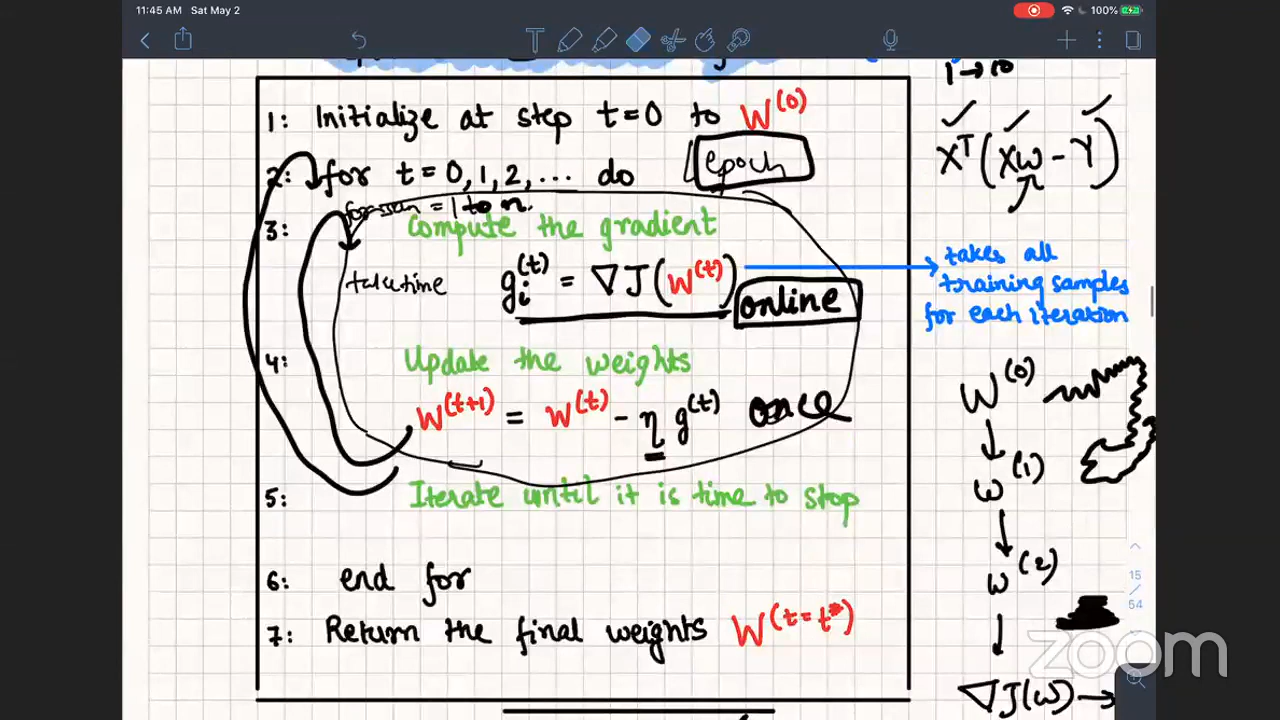 11:45 AM Sat May 2
100%
1 → 10
1: Initialize at step t=0 to W^(0)
X^T (Xw - Y)
2: for t = 0, 1, 2, ... do
epoch
= 1 to n.
3: Compute the gradient
g_i^(t) = ∇J(W^(t))
takes all
training samples
for each iteration
online
4: Update the weights
W^(t+1) = W^(t) - η g^(t)
once
W^(0)
w^(1)
5: Iterate until it is time to stop
w^(2)
15
/
54
6: end for
7: Return the final weights W^(t=t*)
zoom
∇J(w) →